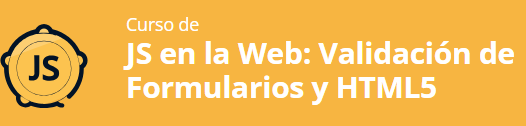 Curso de
JS en la Web: Validación de
Formularios y HTML5
JS